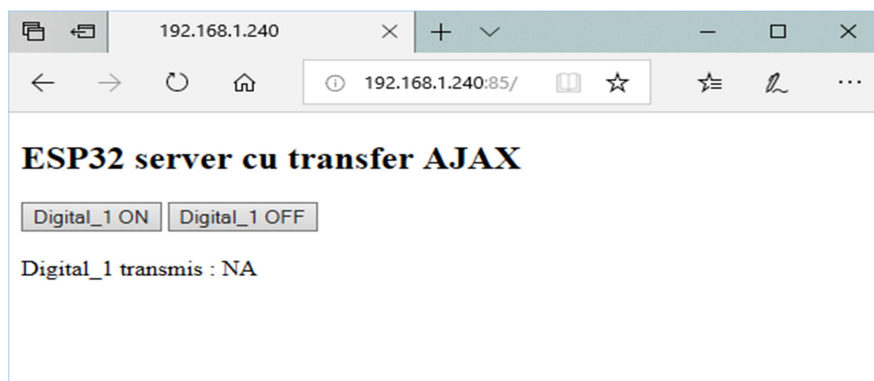 192.168.1.240
192.168.1.240:85/
ESP32 server cu transfer AJAX
Digital_1 ON Digital_1 OFF
Digital_1 transmis : NA